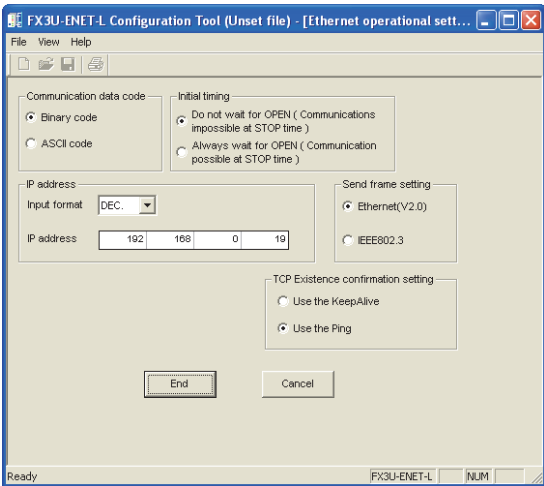 FX3U-ENET-L Configuration Tool (Unset file) - [Ethernet operational sett...
File View Help
Communication data code
Binary code
ASCII code
Initial timing
Do not wait for OPEN ( Communications
impossible at STOP time )
Always wait for OPEN ( Communication
possible at STOP time )
IP address
Input format DEC.
IP address 192 168 0 19
Send frame setting
Ethernet(V2.0)
IEEE802.3
TCP Existence confirmation setting
Use the KeepAlive
Use the Ping
End Cancel
Ready FX3U-ENET-L NUM